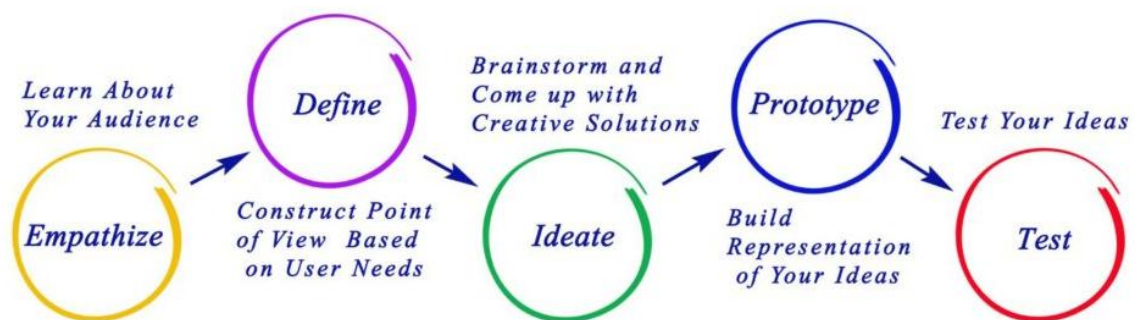 Learn About
Your Audience
Empathize
Define
Construct Point
of View Based
on User Needs
Brainstorm and
Come up with
Creative Solutions
Ideate
Prototype
Build
Representation
of Your Ideas
Test Your Ideas
Test